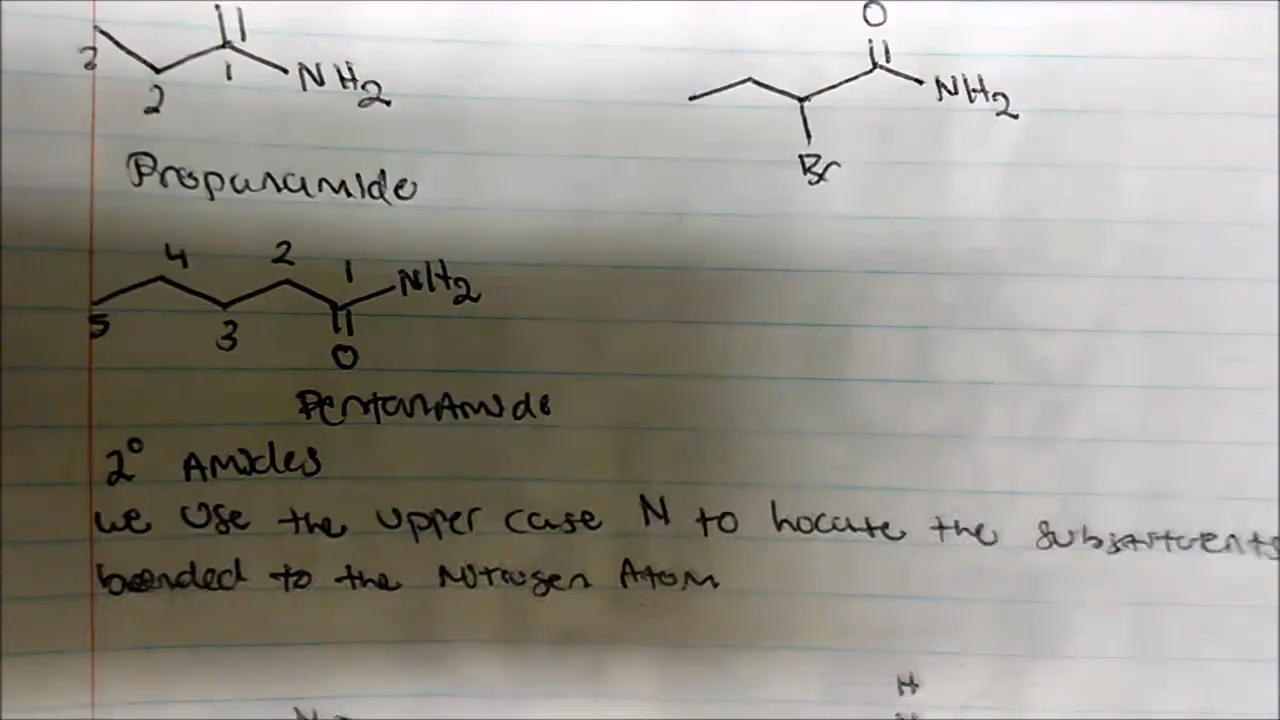 O
3 2 1 NH2
NH2
Br
Propanamide
4 2 1 NH2
5 3
O
Pentanamide
2° Amides
we use the upper case N to locate the substituents
bonded to the Nitrogen Atom
H